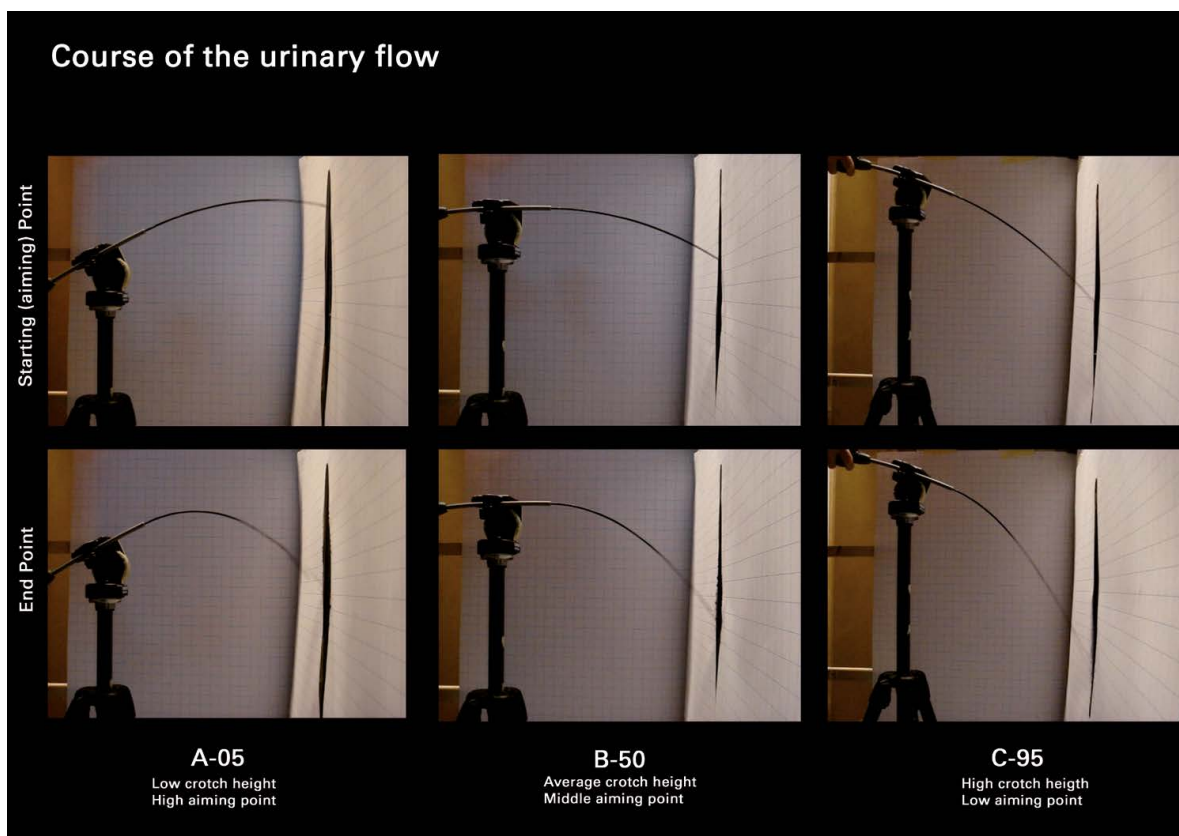 Course of the urinary flow
Starting (aiming) Point
End Point
A-05
Low crotch height
High aiming point
B-50
Average crotch height
Middle aiming point
C-95
High crotch heigth
Low aiming point